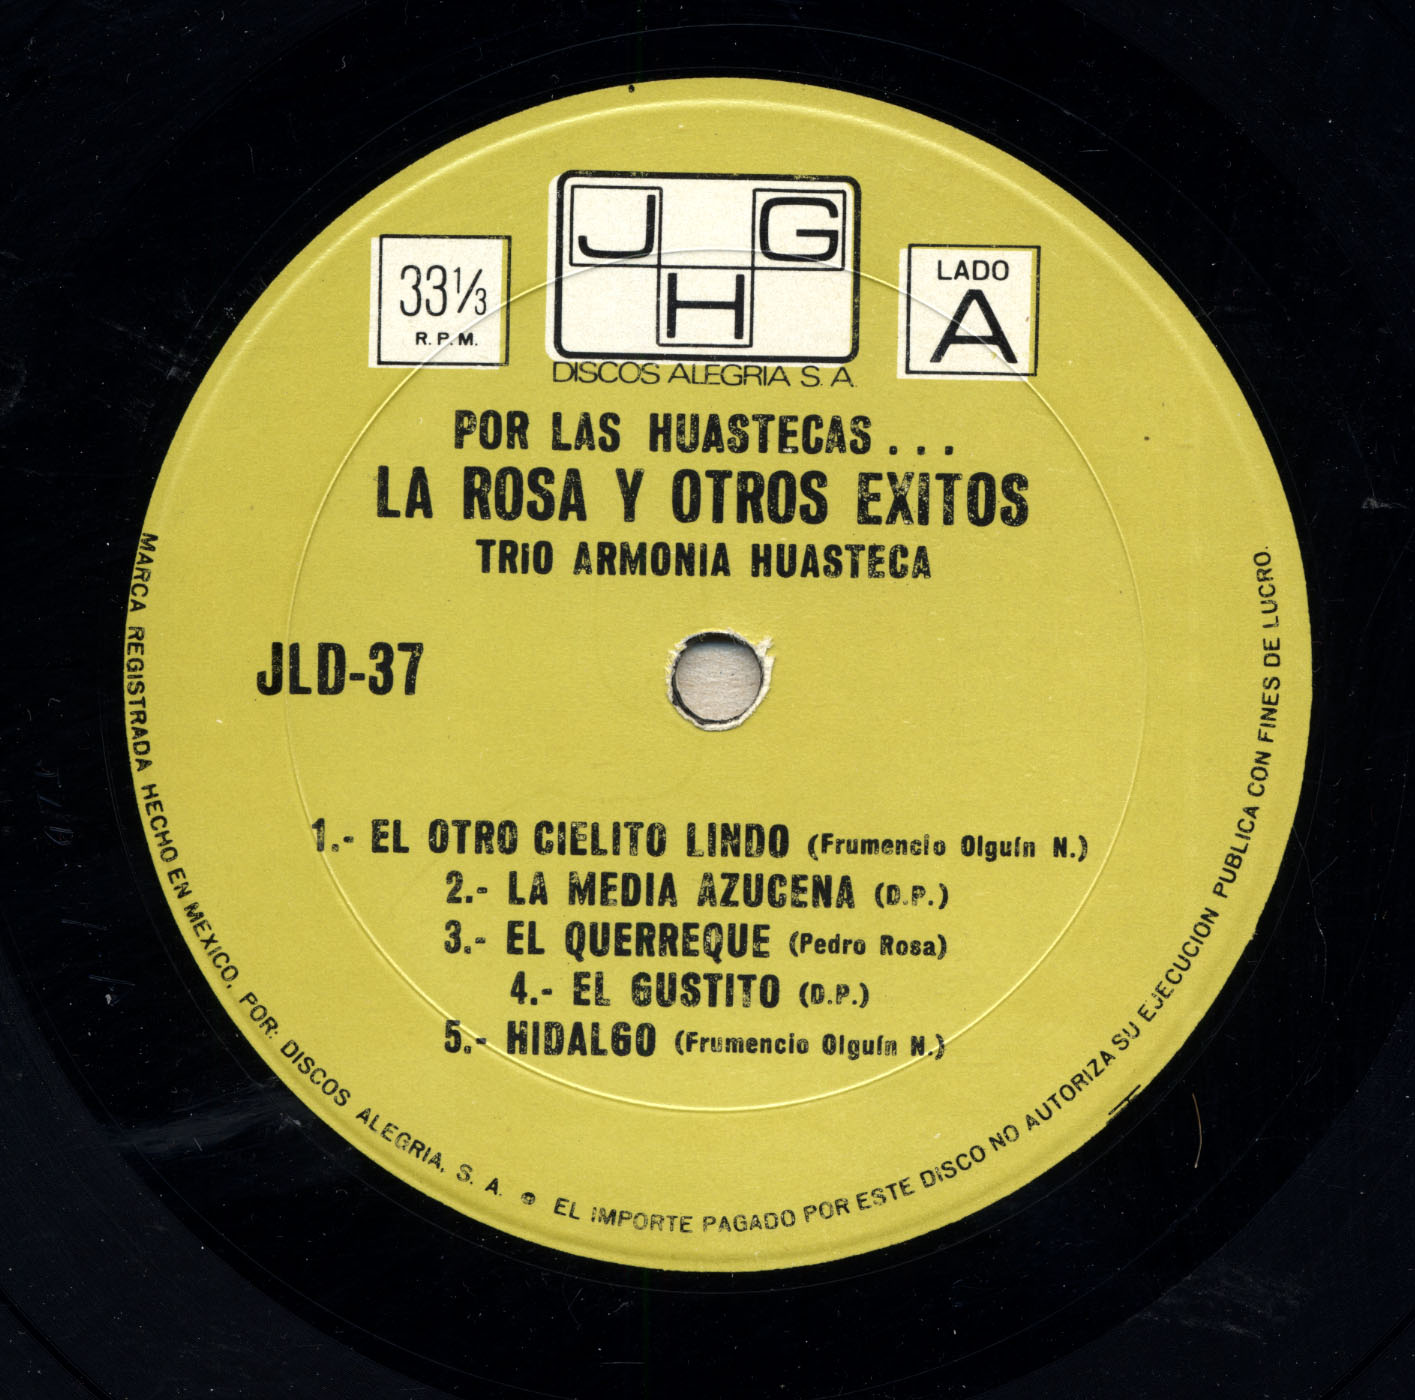 J G
H
33 1/3
R.P.M.
LADO
A
DISCOS ALEGRIA S. A.
POR LAS HUASTECAS . . .
LA ROSA Y OTROS EXITOS
TRiO ARMONIA HUASTECA
JLD-37
1.- EL OTRO CIELITO LINDO (Frumencio Olguín N.)
2.- LA MEDIA AZUCENA (D.P.)
3.- EL QUERREQUE (Pedro Rosa)
4.- EL GUSTITO (D.P.)
5.- HIDALGO (Frumencio Olguín N.)
MARCA REGISTRADA HECHO EN MEXICO, POR: DISCOS ALEGRIA, S. A. ● EL IMPORTE PAGADO POR ESTE DISCO NO AUTORIZA SU EJECUCION PUBLICA CON FINES DE LUCRO.